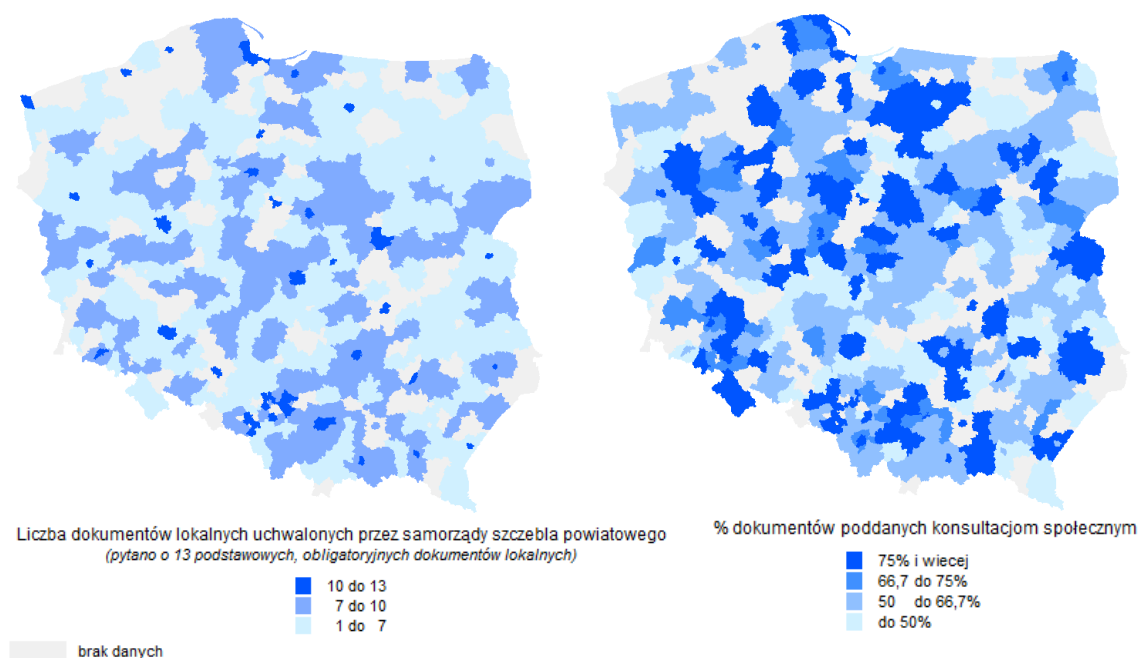 Liczba dokumentów lokalnych uchwalonych przez samorządy szczebla powiatowego
(pytano o 13 podstawowych, obligatoryjnych dokumentów lokalnych)
10 do 13
7 do 10
1 do 7
brak danych
% dokumentów poddanych konsultacjom społecznym
75% i wiecej
66,7 do 75%
50 do 66,7%
do 50%